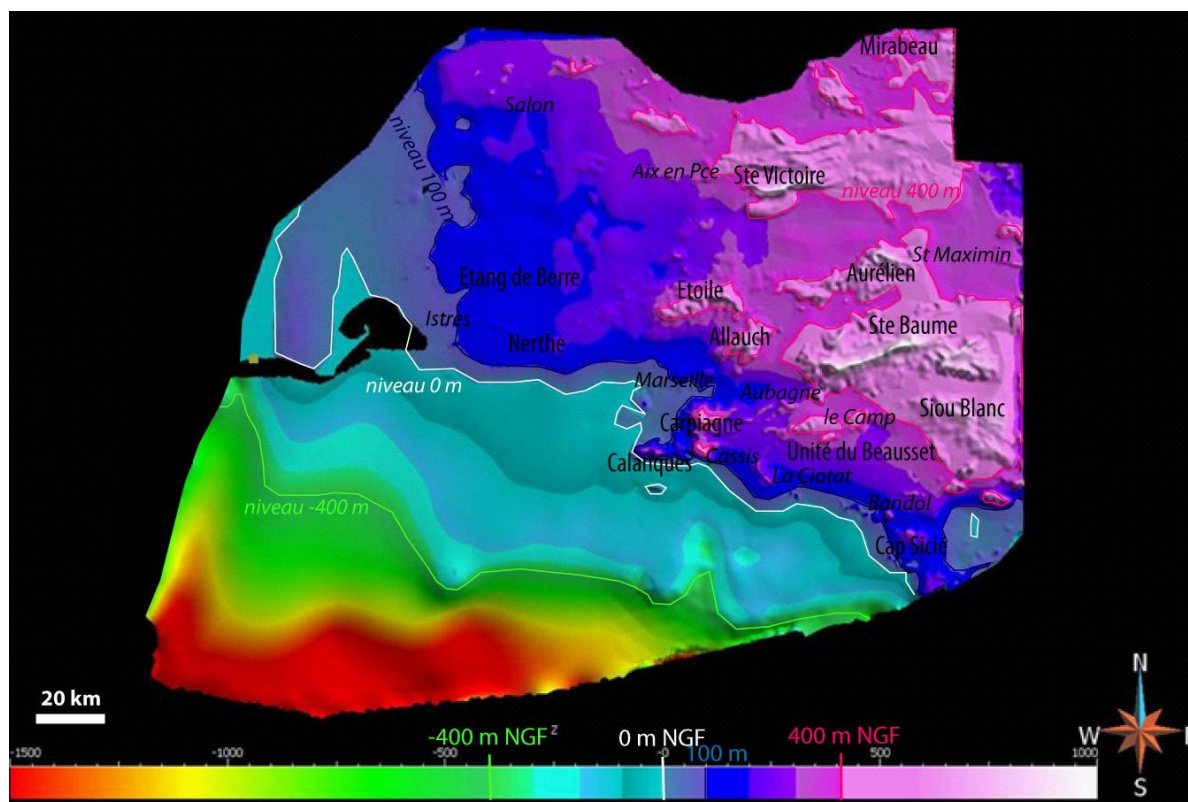 Mirabeau
Salon
niveau 100 m
Aix en Pce
Ste Victoire
niveau 400 m
St Maximin
Aurélien
Etang de Berre
Etoile
Istres
Nerthe
Allauch
Ste Baume
niveau 0 m
Marseille
Aubagne
Siou Blanc
le Camp
Carpiagne
Unité du Beausset
Calanques
Cassis
La Ciotat
niveau -400 m
Bandol
Cap Sicié
N
W
S
20 km
-400 m NGF
z
0 m NGF
400 m NGF
100 m
-1500
-1000
-500
-0
500
1000